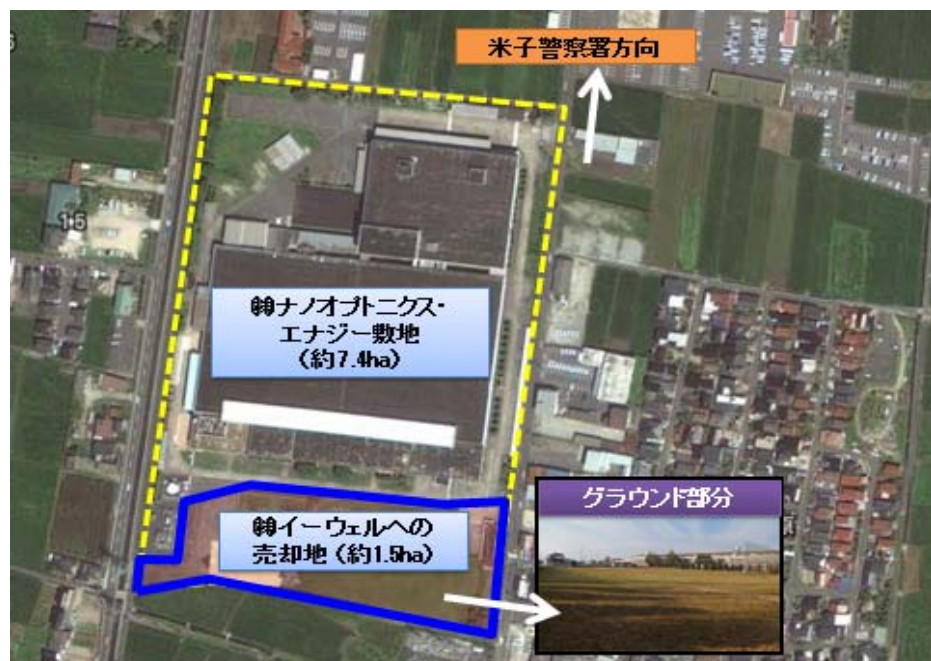 米子警察署方向
㈱ナノオプトニクス・
エナジー敷地
(約7.4ha)
グラウンド部分
㈱イーウェルへの
売却地(約1.5ha)